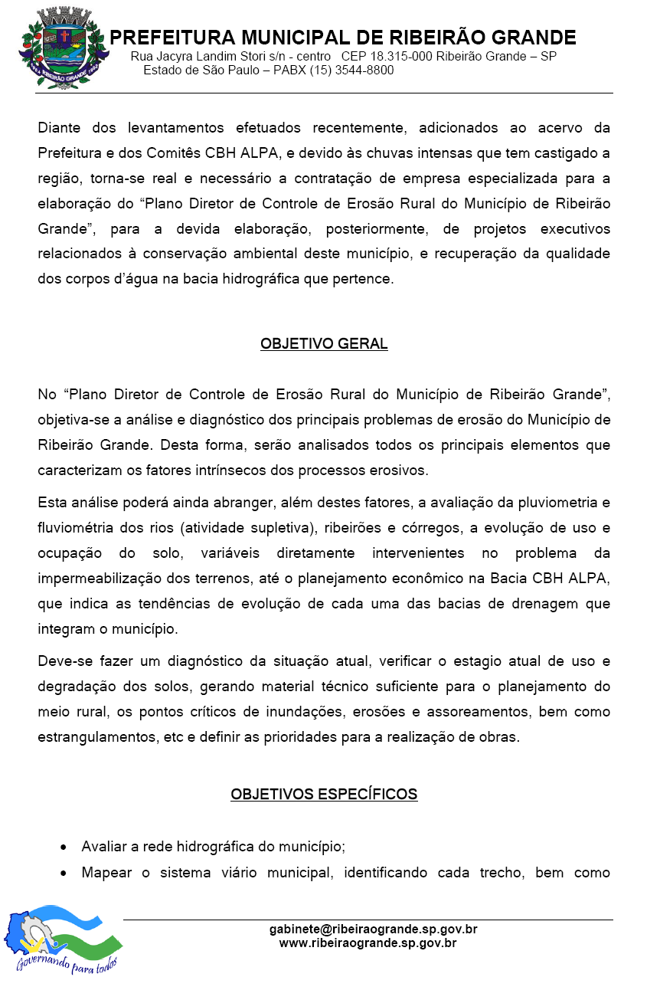 PREFEITURA MUNICIPAL DE RIBEIRÃO GRANDE
Rua Jacyra Landim Stori s/n - centro CEP 18.315-000 Ribeirão Grande – SP
Estado de São Paulo – PABX (15) 3544-8800
RIBEIRÃO GRANDE
Diante dos levantamentos efetuados recentemente, adicionados ao acervo da
Prefeitura e dos Comitês CBH ALPA, e devido às chuvas intensas que tem castigado a
região, torna-se real e necessário a contratação de empresa especializada para a
elaboração do “Plano Diretor de Controle de Erosão Rural do Município de Ribeirão
Grande”, para a devida elaboração, posteriormente, de projetos executivos
relacionados à conservação ambiental deste município, e recuperação da qualidade
dos corpos d’água na bacia hidrográfica que pertence.
OBJETIVO GERAL
No “Plano Diretor de Controle de Erosão Rural do Município de Ribeirão Grande”,
objetiva-se a análise e diagnóstico dos principais problemas de erosão do Município de
Ribeirão Grande. Desta forma, serão analisados todos os principais elementos que
caracterizam os fatores intrínsecos dos processos erosivos.
Esta análise poderá ainda abranger, além destes fatores, a avaliação da pluviometria e
fluviométria dos rios (atividade supletiva), ribeirões e córregos, a evolução de uso e
ocupação do solo, variáveis diretamente intervenientes no problema da
impermeabilização dos terrenos, até o planejamento econômico na Bacia CBH ALPA,
que indica as tendências de evolução de cada uma das bacias de drenagem que
integram o município.
Deve-se fazer um diagnóstico da situação atual, verificar o estagio atual de uso e
degradação dos solos, gerando material técnico suficiente para o planejamento do
meio rural, os pontos críticos de inundações, erosões e assoreamentos, bem como
estrangulamentos, etc e definir as prioridades para a realização de obras.
OBJETIVOS ESPECÍFICOS
• Avaliar a rede hidrográfica do município;
• Mapear o sistema viário municipal, identificando cada trecho, bem como
gabinete@ribeiraogrande.sp.gov.br
www.ribeiraogrande.sp.gov.br
Governando para todos